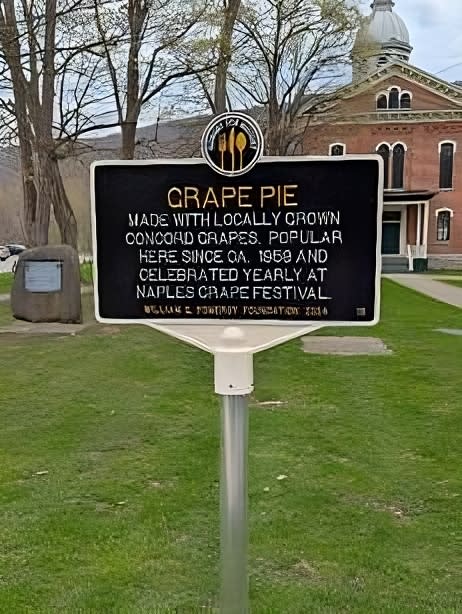 GRAPE PIE
MADE WITH LOCALLY GROWN
CONCORD GRAPES. POPULAR
HERE SINCE CA. 1959 AND
CELEBRATED YEARLY AT
NAPLES GRAPE FESTIVAL.
WILLIAM G. POMEROY FOUNDATION